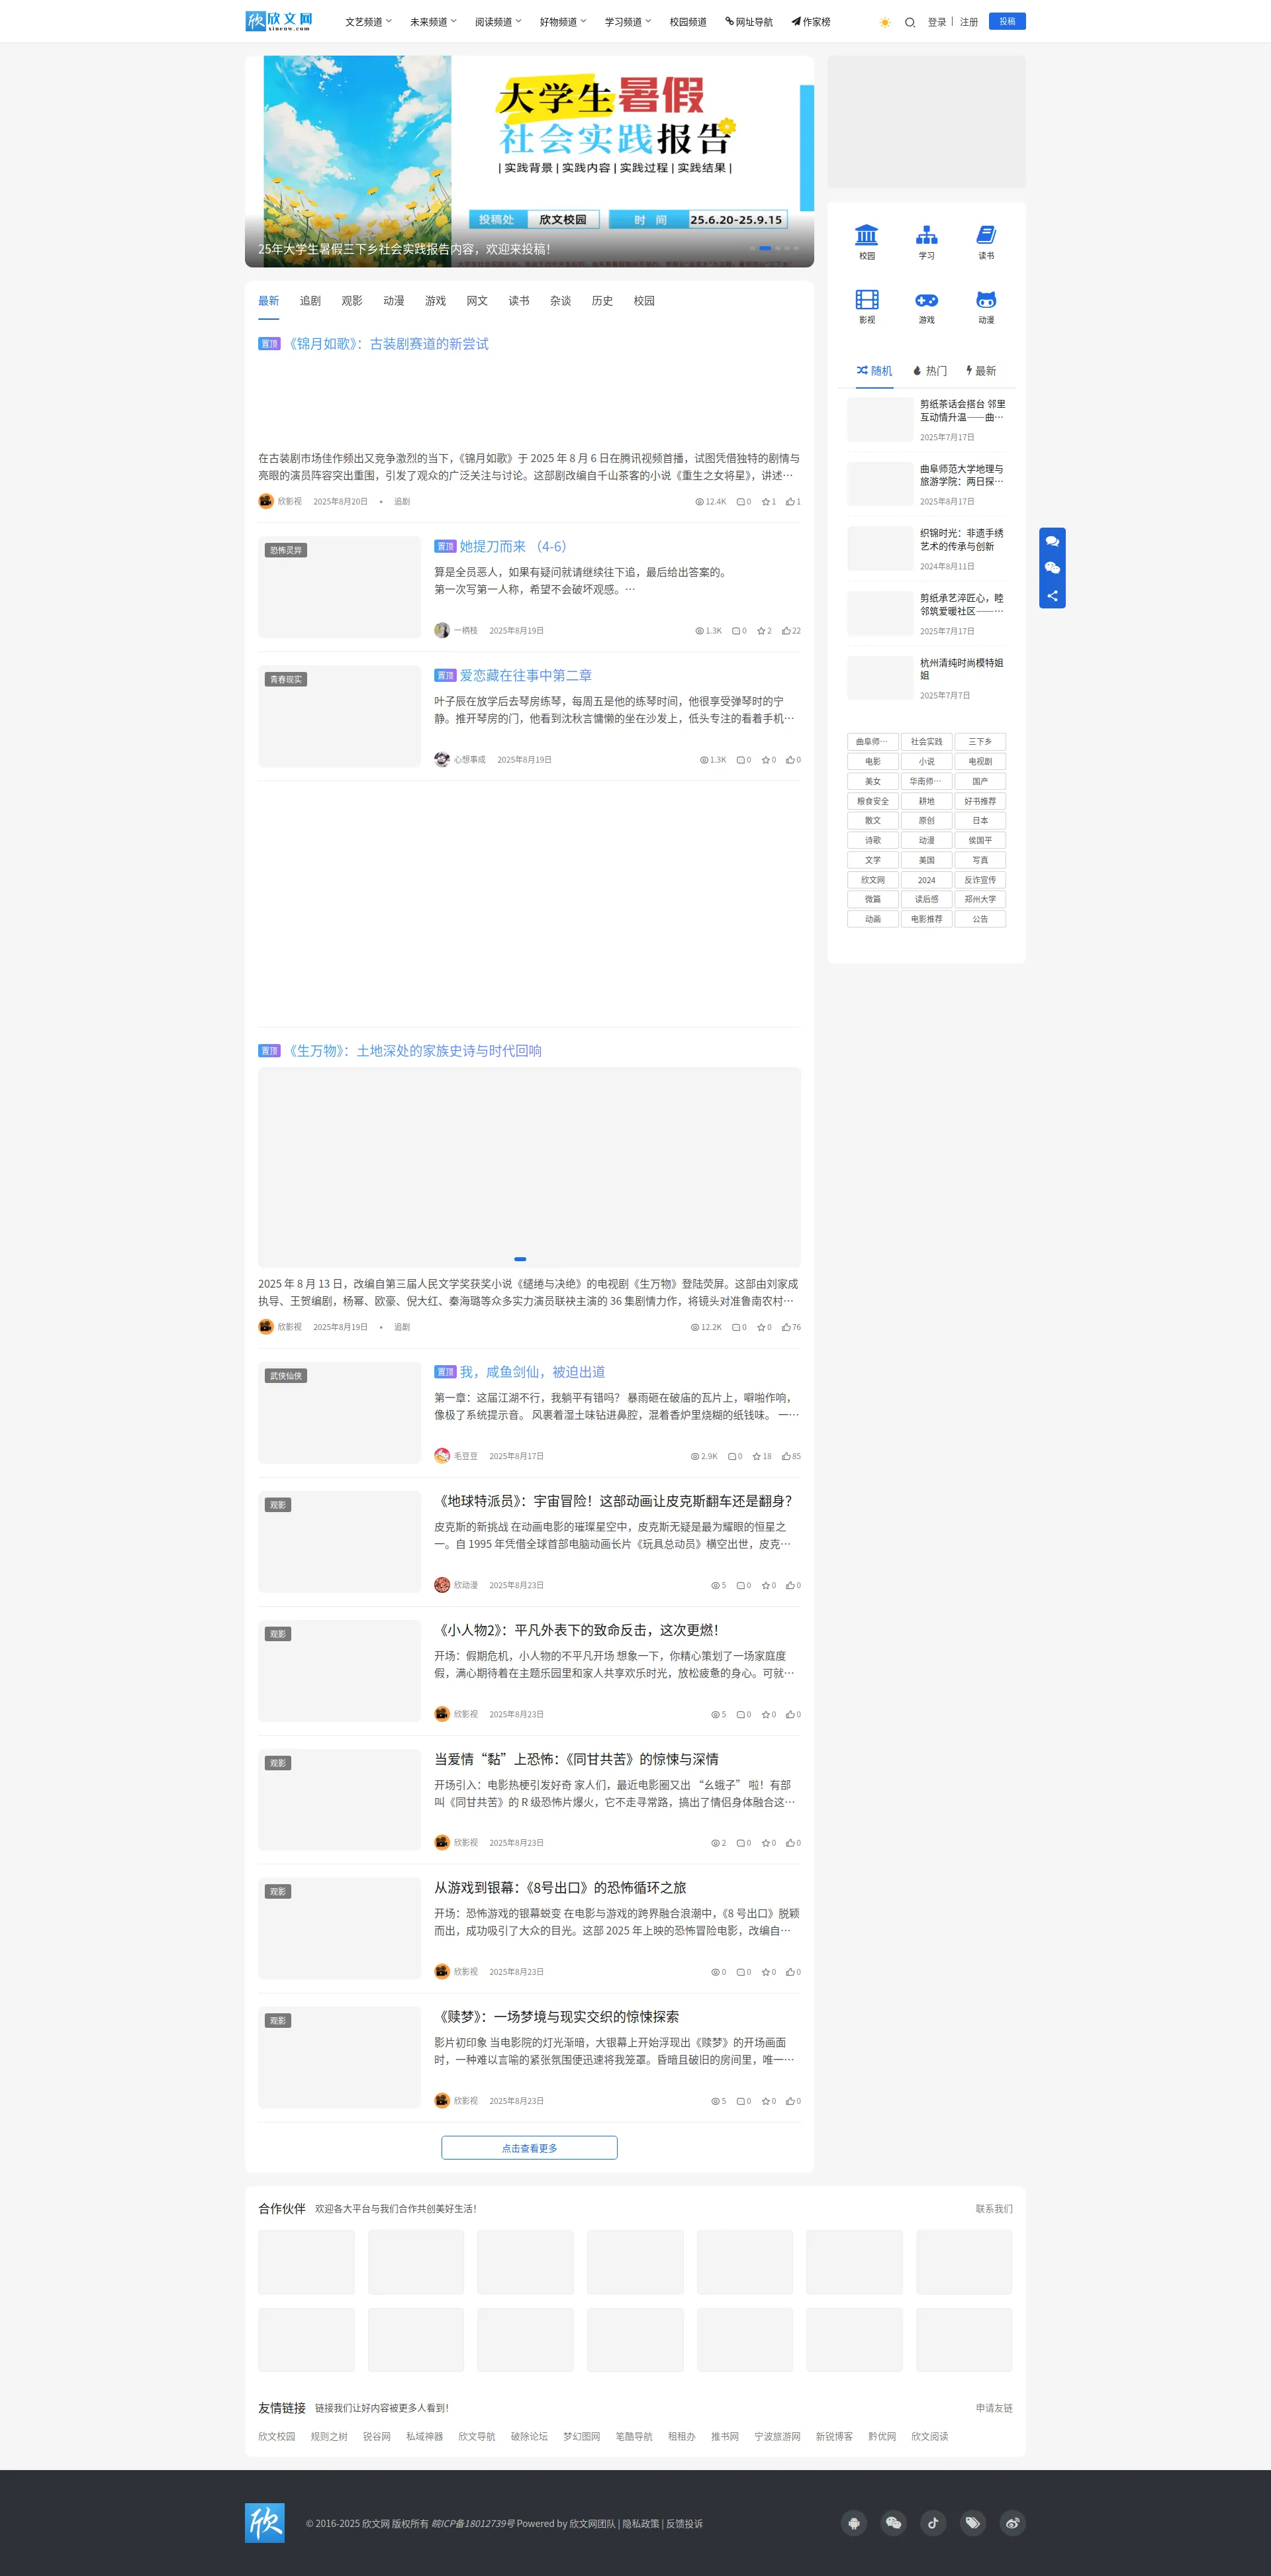 欣 欣文网 xinew.com 文艺频道 未来频道 阅读频道 好物频道 学习频道 校园频道 网址导航 作家榜 登录 | 注册 投稿
大学生暑假
社会实践报告
|实践背景|实践内容|实践过程|实践结果|
投稿处 欣文校园 时 间 25.6.20-25.9.15
25年大学生暑假三下乡社会实践报告内容，欢迎来投稿！
最新 追剧 观影 动漫 游戏 网文 读书 杂谈 历史 校园
置顶 《锦月如歌》：古装剧赛道的新尝试
在古装剧市场佳作频出又竞争激烈的当下，《锦月如歌》于 2025 年 8 月 6 日在腾讯视频首播，试图凭借独特的剧情与
亮眼的演员阵容突出重围，引发了观众的广泛关注与讨论。这部剧改编自千山茶客的小说《重生之女将星》，讲述…
欣影视 2025年8月20日 • 追剧 12.4K 0 1 1
恐怖灵异
置顶 她提刀而来 （4-6）
算是全员恶人，如果有疑问就请继续往下追，最后给出答案的。
第一次写第一人称，希望不会破坏观感。…
一柄枝 2025年8月19日 1.3K 0 2 22
青春现实
置顶 爱恋藏在往事中第二章
叶子辰在放学后去琴房练琴，每周五是他的练琴时间，他很享受弹琴时的宁
静。推开琴房的门，他看到沈秋言慵懒的坐在沙发上，低头专注的看着手机…
心想事成 2025年8月19日 1.3K 0 0 0
置顶 《生万物》：土地深处的家族史诗与时代回响
2025 年 8 月 13 日，改编自第三届人民文学奖获奖小说《缱绻与决绝》的电视剧《生万物》登陆荧屏。这部由刘家成
执导、王贺编剧，杨幂、欧豪、倪大红、秦海璐等众多实力演员联袂主演的 36 集剧情力作，将镜头对准鲁南农村…
欣影视 2025年8月19日 • 追剧 12.2K 0 0 76
武侠仙侠
置顶 我，咸鱼剑仙，被迫出道
第一章：这届江湖不行，我躺平有错吗？ 暴雨砸在破庙的瓦片上，噼啪作响，
像极了系统提示音。 风裹着湿土味钻进鼻腔，混着香炉里烧糊的纸钱味。 一…
毛豆豆 2025年8月17日 2.9K 0 18 85
观影
《地球特派员》：宇宙冒险！这部动画让皮克斯翻车还是翻身？
皮克斯的新挑战 在动画电影的璀璨星空中，皮克斯无疑是最为耀眼的恒星之
一。自 1995 年凭借全球首部电脑动画长片《玩具总动员》横空出世，皮克…
欣动漫 2025年8月23日 5 0 0 0
观影
《小人物2》：平凡外表下的致命反击，这次更燃！
开场：假期危机，小人物的不平凡开场 想象一下，你精心策划了一场家庭度
假，满心期待着在主题乐园里和家人共享欢乐时光，放松疲惫的身心。可就…
欣影视 2025年8月23日 5 0 0 0
观影
当爱情“黏”上恐怖：《同甘共苦》的惊悚与深情
开场引入：电影热梗引发好奇 家人们，最近电影圈又出 “幺蛾子” 啦！有部
叫《同甘共苦》的 R 级恐怖片爆火，它不走寻常路，搞出了情侣身体融合这…
欣影视 2025年8月23日 2 0 0 0
观影
从游戏到银幕：《8号出口》的恐怖循环之旅
开场：恐怖游戏的银幕蜕变 在电影与游戏的跨界融合浪潮中，《8 号出口》脱颖
而出，成功吸引了大众的目光。这部 2025 年上映的恐怖冒险电影，改编自…
欣影视 2025年8月23日 0 0 0 0
观影
《赎梦》：一场梦境与现实交织的惊悚探索
影片初印象 当电影院的灯光渐暗，大银幕上开始浮现出《赎梦》的开场画面
时，一种难以言喻的紧张氛围便迅速将我笼罩。昏暗且破旧的房间里，唯一…
欣影视 2025年8月23日 5 0 0 0
点击查看更多
校园 学习 读书
影视 游戏 动漫
随机 热门 最新
剪纸茶话会搭台 邻里
互动情升温——曲…
2025年7月17日
曲阜师范大学地理与
旅游学院：两日探…
2025年8月17日
织锦时光：非遗手绣
艺术的传承与创新
2024年8月11日
剪纸承艺淬匠心，睦
邻筑爱暖社区——…
2025年7月17日
杭州清纯时尚模特姐
姐
2025年7月7日
曲阜师… 社会实践 三下乡
电影 小说 电视剧
美女 华南师… 国产
粮食安全 耕地 好书推荐
散文 原创 日本
诗歌 动漫 侯国平
文学 美国 写真
欣文网 2024 反诈宣传
微篇 读后感 郑州大学
动画 电影推荐 公告
合作伙伴 欢迎各大平台与我们合作共创美好生活！ 联系我们
友情链接 链接我们让好内容被更多人看到！ 申请友链
欣文校园 规则之树 锐谷网 私域神器 欣文导航 破除论坛 梦幻图网 笔酷导航 租租办 推书网 宁波旅游网 新锐博客 黔优网 欣文阅读
欣 © 2016-2025 欣文网 版权所有 皖ICP备18012739号 Powered by 欣文网团队 | 隐私政策 | 反馈投诉